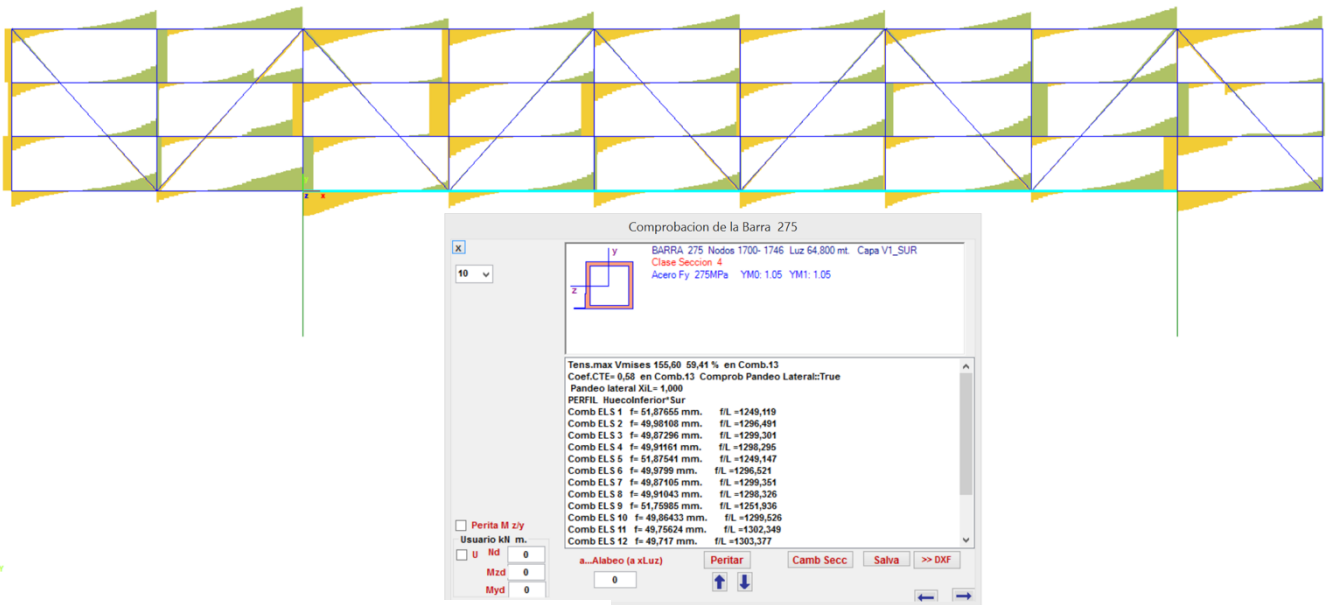 Y
z x
Comprobacion de la Barra 275
X
10
y
z
BARRA 275 Nodos 1700- 1746 Luz 64,800 mt. Capa V1_SUR
Clase Seccion 4
Acero Fy 275MPa YM0: 1.05 YM1: 1.05
Tens.max Vmises 155,60 59,41 % en Comb.13
Coef.CTE= 0,58 en Comb.13 Comprob Pandeo Lateral::True
Pandeo lateral XiL= 1,000
PERFIL HuecoInferior*Sur
Comb ELS 1 f= 51,87655 mm. f/L =1249,119
Comb ELS 2 f= 49,98108 mm. f/L =1296,491
Comb ELS 3 f= 49,87296 mm. f/L =1299,301
Comb ELS 4 f= 49,91161 mm. f/L =1298,295
Comb ELS 5 f= 51,87541 mm. f/L =1249,147
Comb ELS 6 f= 49,9799 mm. f/L =1296,521
Comb ELS 7 f= 49,87105 mm. f/L =1299,351
Comb ELS 8 f= 49,91043 mm. f/L =1298,326
Comb ELS 9 f= 51,75985 mm. f/L =1251,936
Comb ELS 10 f= 49,86433 mm. f/L =1299,526
Comb ELS 11 f= 49,75624 mm. f/L =1302,349
Comb ELS 12 f= 49,717 mm. f/L =1303,377
Perita M z/y
Usuario kN m.
U Nd 0
Mzd 0
Myd 0
a...Alabeo (a xLuz)
0
Peritar
Camb Secc
Salva
>> DXF